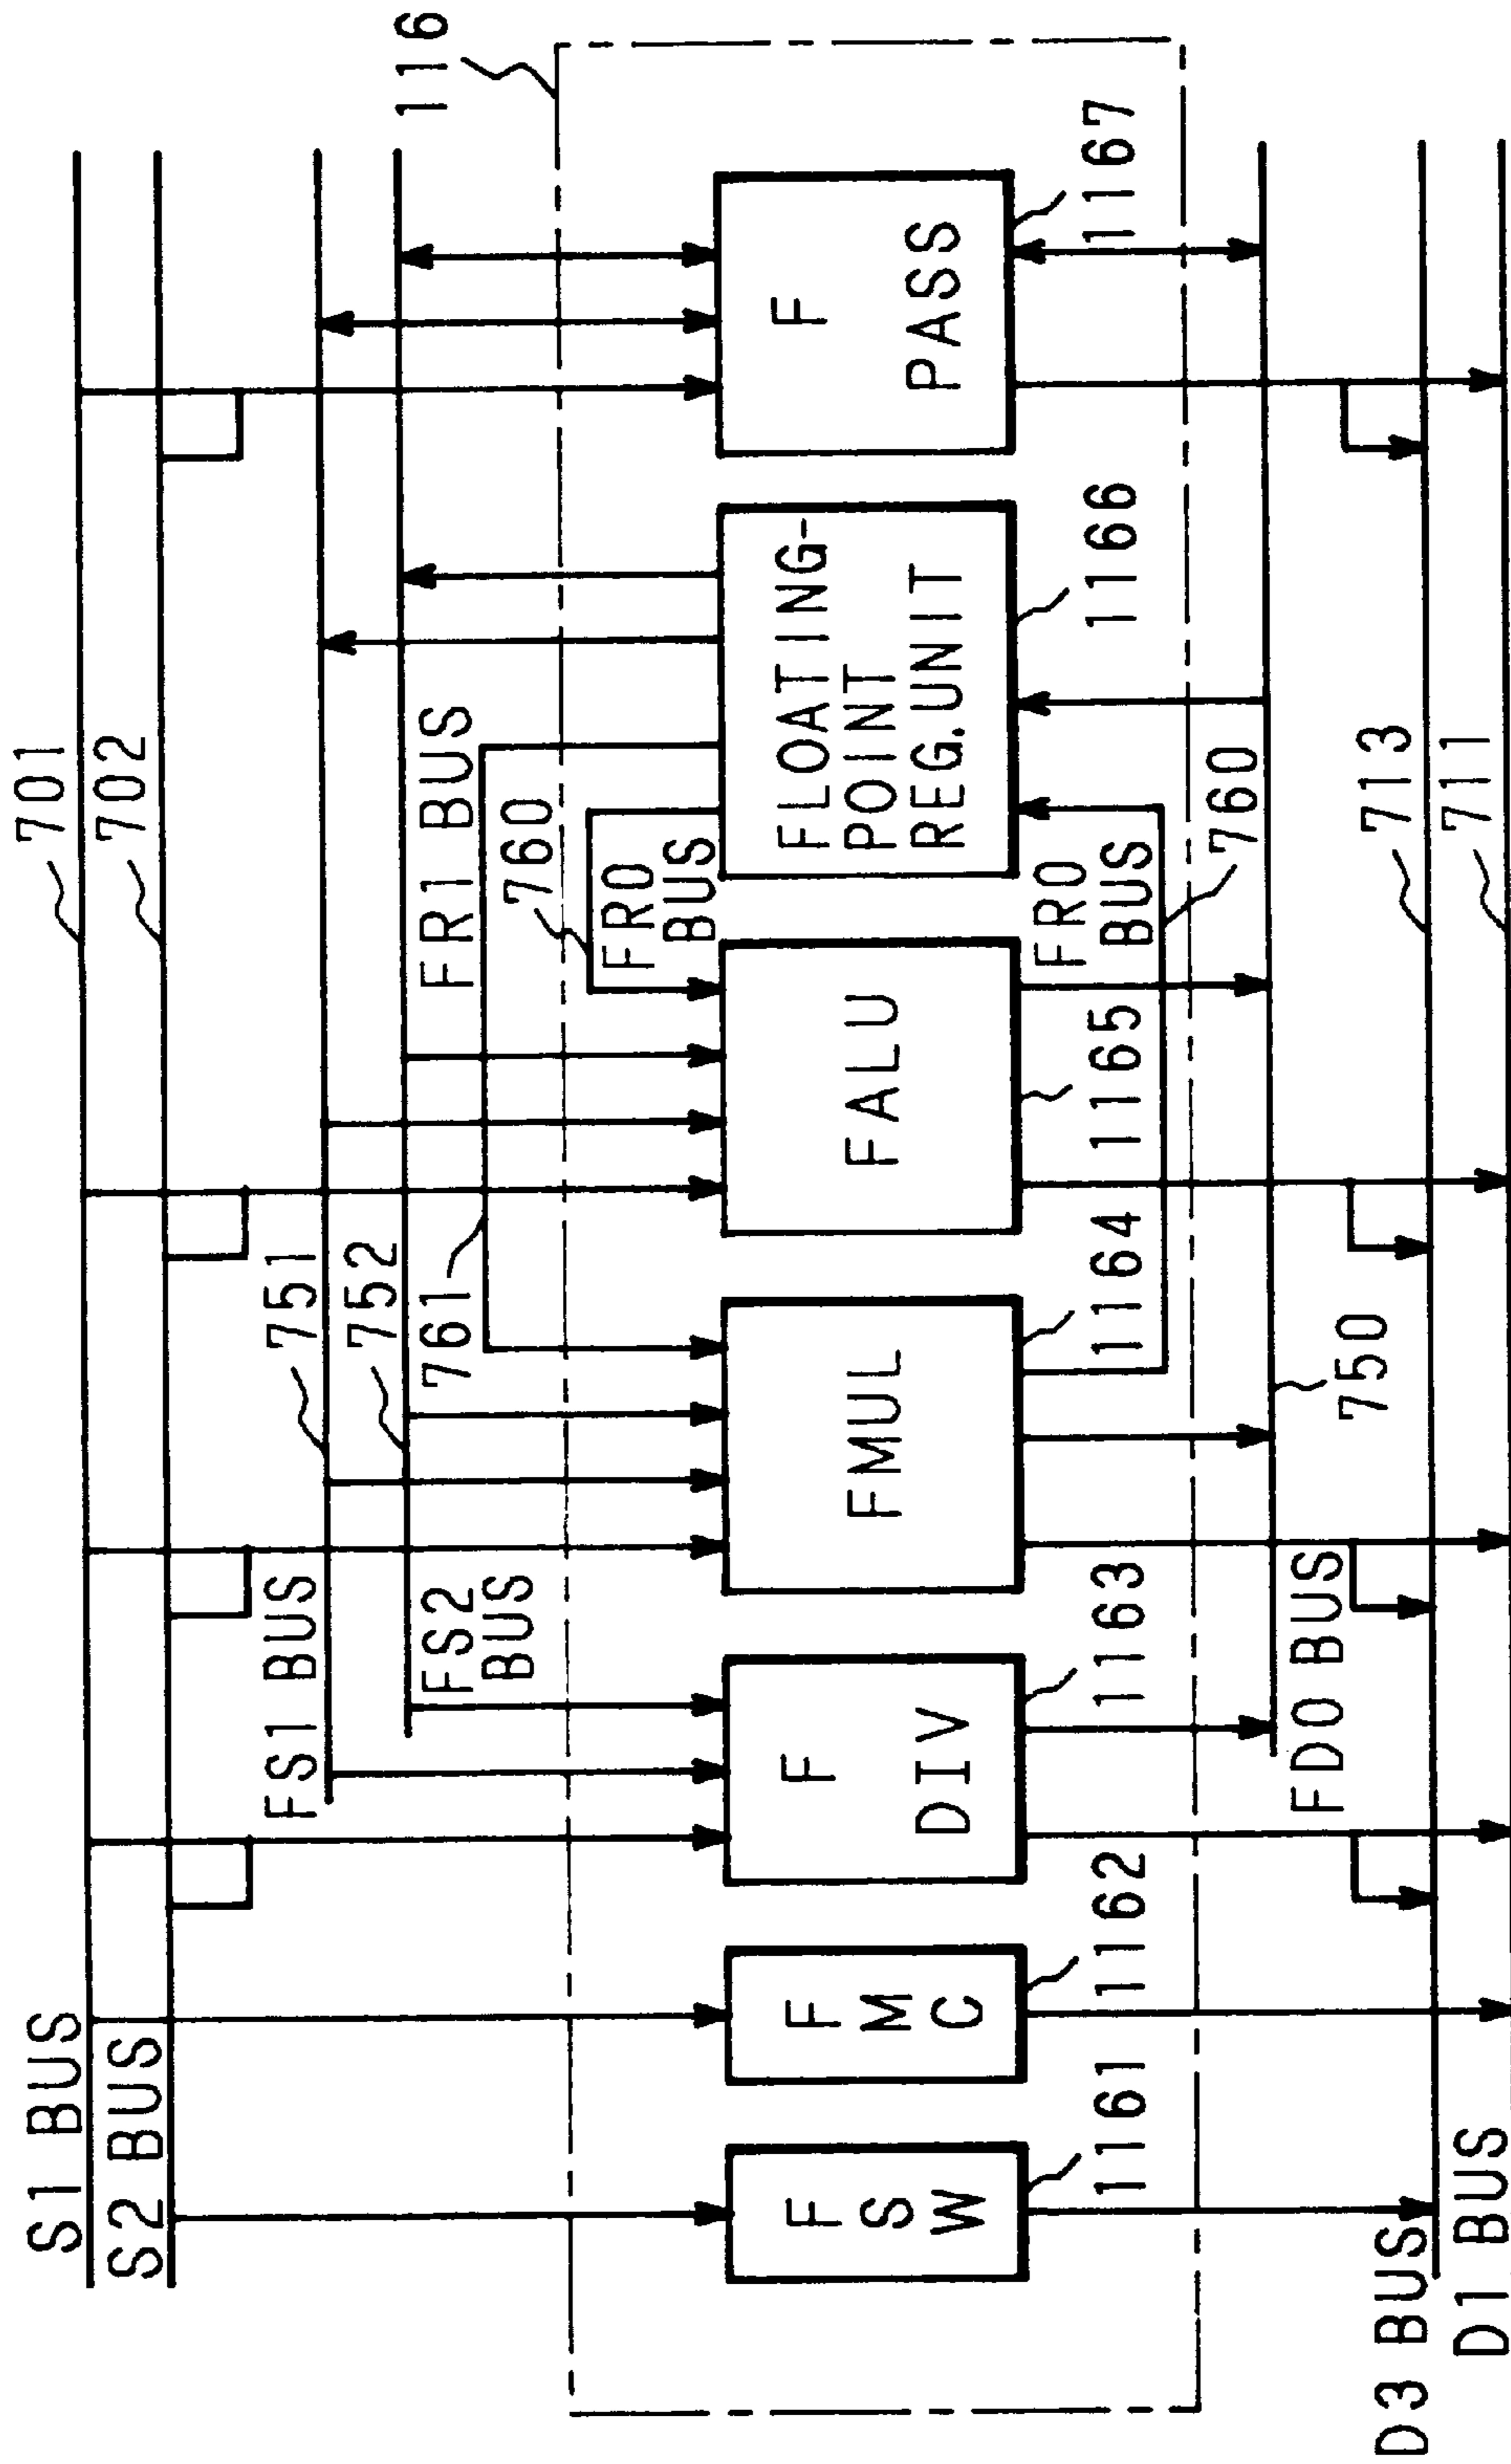 116
701
702
S1 BUS
S2 BUS
751
752
FS1 BUS
FS2
BUS
761
FR1 BUS
760
FR0
BUS
F
S
W
F
M
C
F
DIV
FMUL
FALU
FLOATING-
POINT
REG.UNIT
F
PASS
1161
1162
1163
1164
1165
1166
1167
FR0
BUS
760
750
FD0 BUS
713
711
D3 BUS
D1 BUS